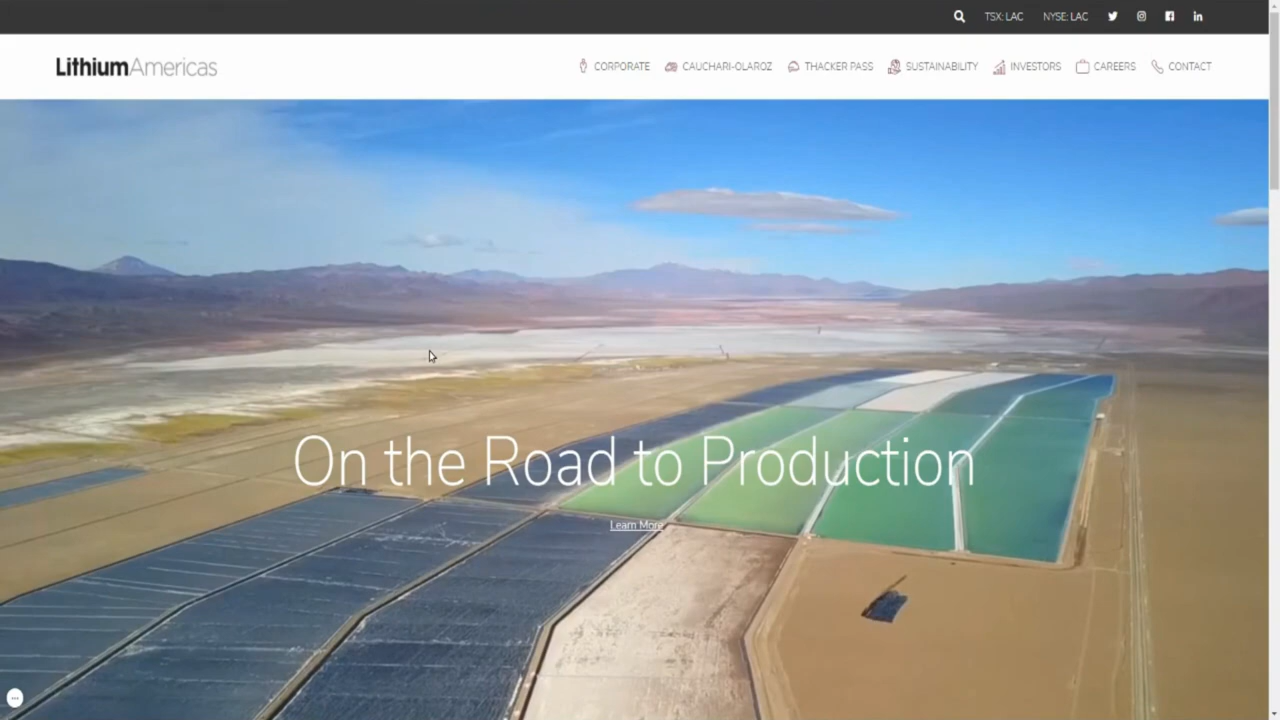 TSX: LAC NYSE: LAC
LithiumAmericas
CORPORATE CAUCHARI-OLAROZ THACKER PASS SUSTAINABILITY INVESTORS CAREERS CONTACT
On the Road to Production
Learn More